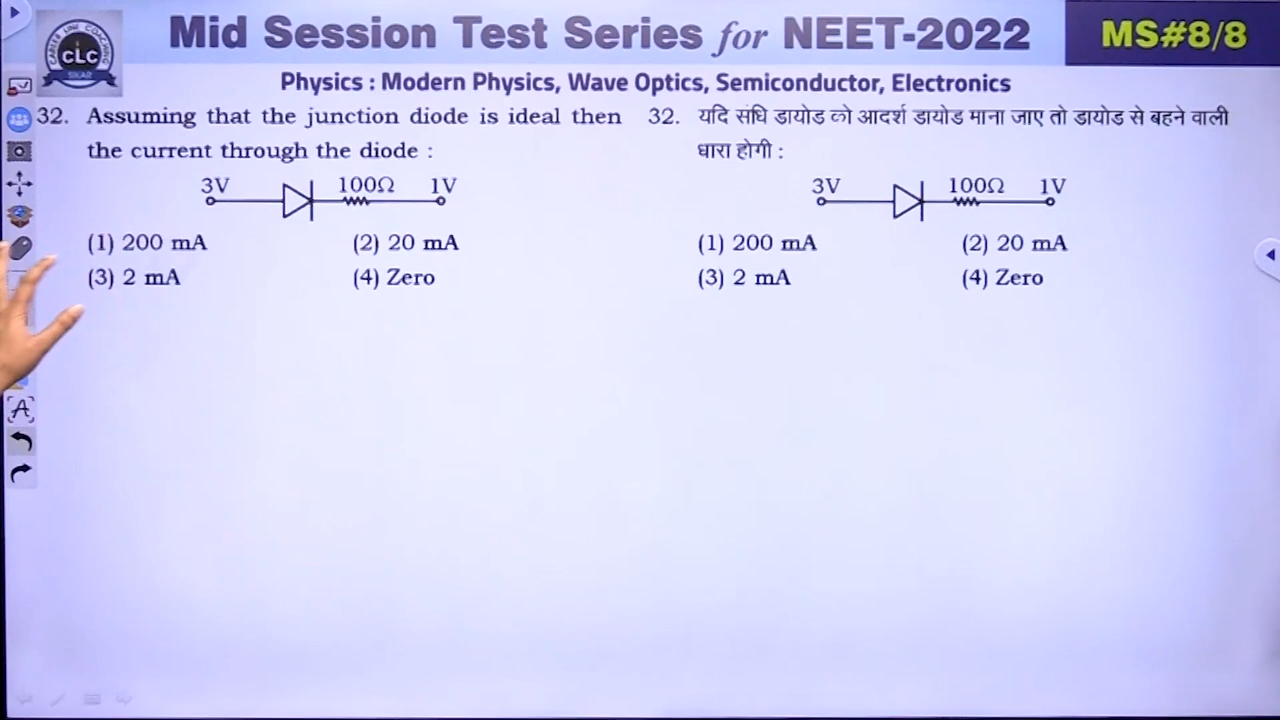 Mid Session Test Series for NEET-2022
MS#8/8
CLC
SIKAR
Physics : Modern Physics, Wave Optics, Semiconductor, Electronics
32. Assuming that the junction diode is ideal then
the current through the diode :
3V 100Ω 1V
(1) 200 mA (2) 20 mA
(3) 2 mA (4) Zero
32. यदि संधि डायोड को आदर्श डायोड माना जाए तो डायोड से बहने वाली
धारा होगी :
3V 100Ω 1V
(1) 200 mA (2) 20 mA
(3) 2 mA (4) Zero
A